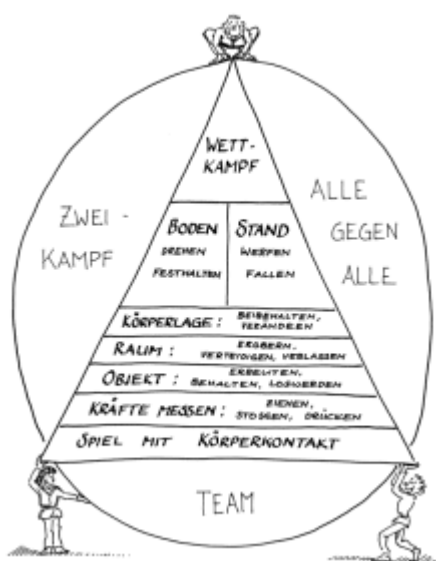 WETT-
KAMPF
ZWEI-
KAMPF
ALLE
GEGEN
ALLE
BODEN
DREHEN
FESTHALTEN
STAND
WERFEN
FALLEN
KÖRPERLAGE: BEIBEHALTEN,
VERÄNDERN
RAUM: EROBERN,
VERTEIDIGEN, VERLASSEN
OBJEKT: ERBEUTEN,
BEHALTEN, LOSWERDEN
KRÄFTE MESSEN: ZIEHEN,
STOSSEN, DRÜCKEN
SPIEL MIT KÖRPERKONTAKT
TEAM